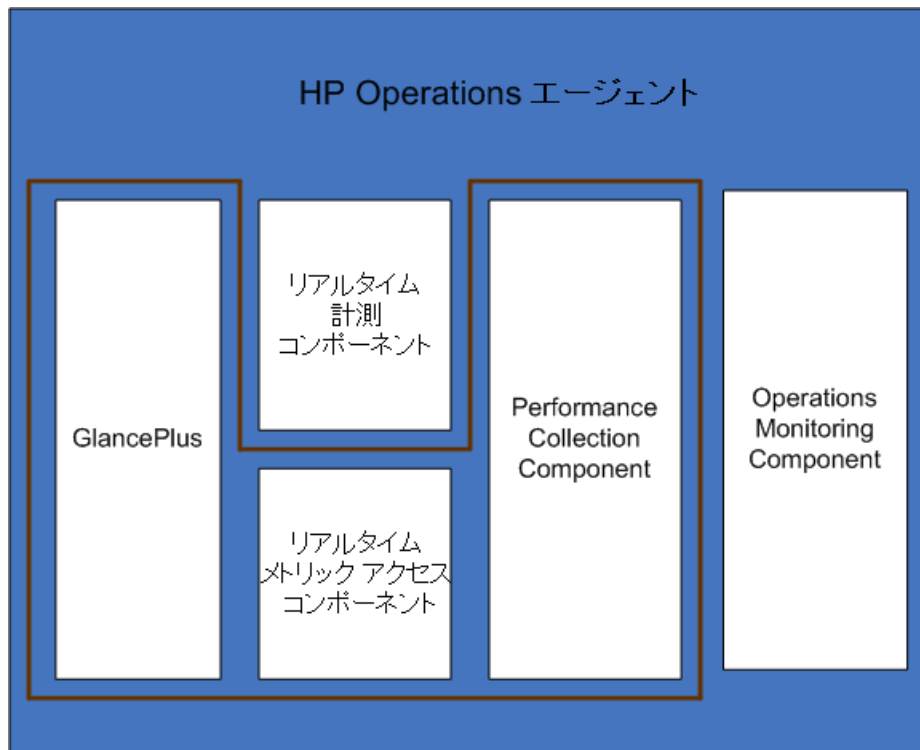 HP Operations エージェント
GlancePlus
リアルタイム
計測
コンポーネント
リアルタイム
メトリック アクセス
コンポーネント
Performance
Collection
Component
Operations
Monitoring
Component